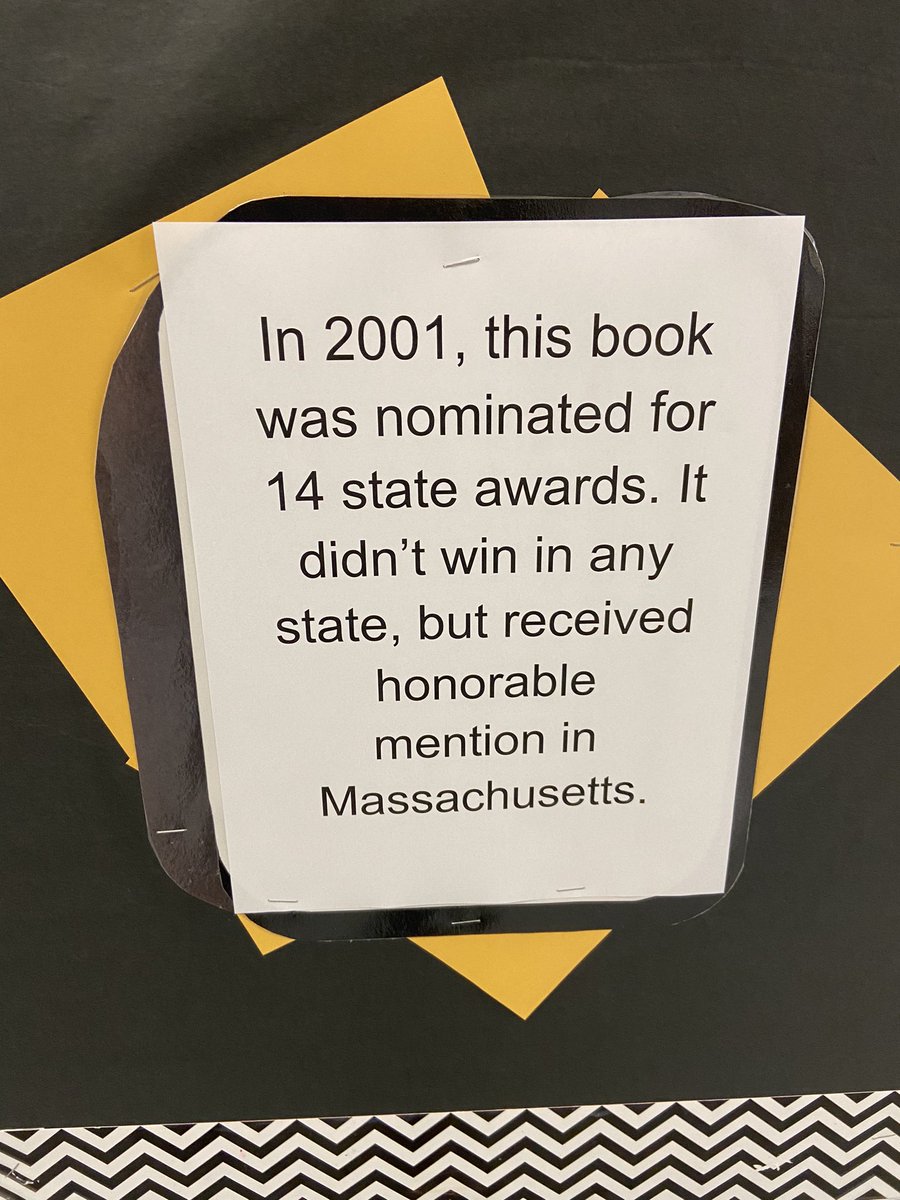 In 2001, this book
was nominated for
14 state awards. It
didn’t win in any
state, but received
honorable
mention in
Massachusetts.